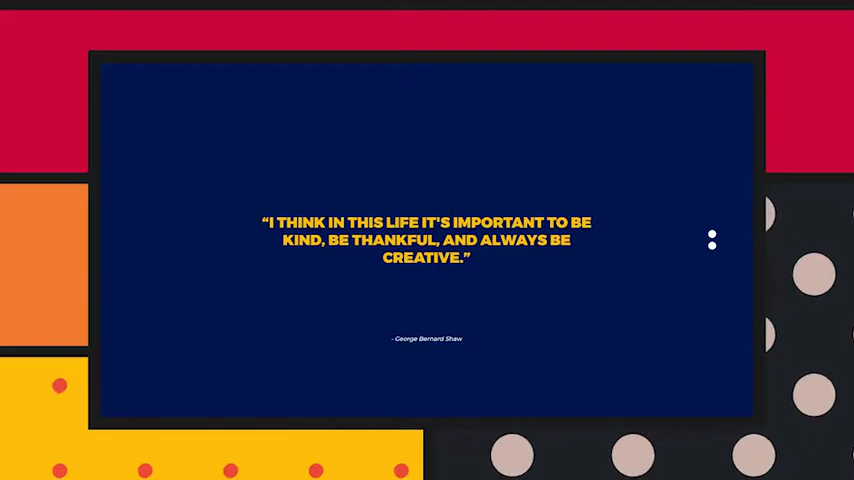 “I THINK IN THIS LIFE IT'S IMPORTANT TO BE
KIND, BE THANKFUL, AND ALWAYS BE
CREATIVE.”
- George Bernard Shaw